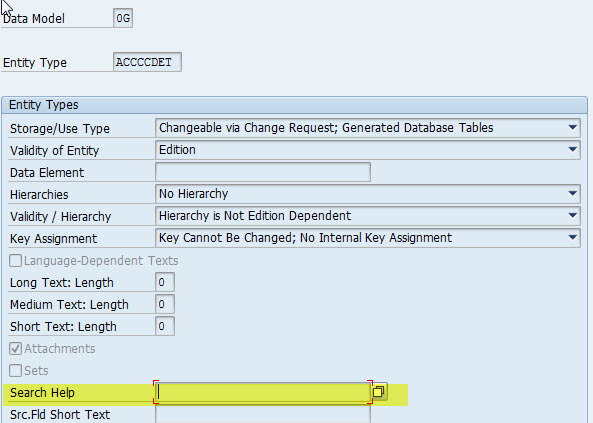 Data Model 0G
Entity Type ACCCCDET
Entity Types
Storage/Use Type Changeable via Change Request; Generated Database Tables
Validity of Entity Edition
Data Element
Hierarchies No Hierarchy
Validity / Hierarchy Hierarchy is Not Edition Dependent
Key Assignment Key Cannot Be Changed; No Internal Key Assignment
Language-Dependent Texts
Long Text: Length 0
Medium Text: Length 0
Short Text: Length 0
Attachments
Sets
Search Help
Src.Fld Short Text